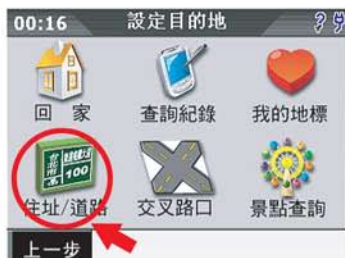 00:16 設定目的地 ?
回 家 查詢紀錄 我的地標
100
住址/道路 交叉路口 景點查詢
上一步